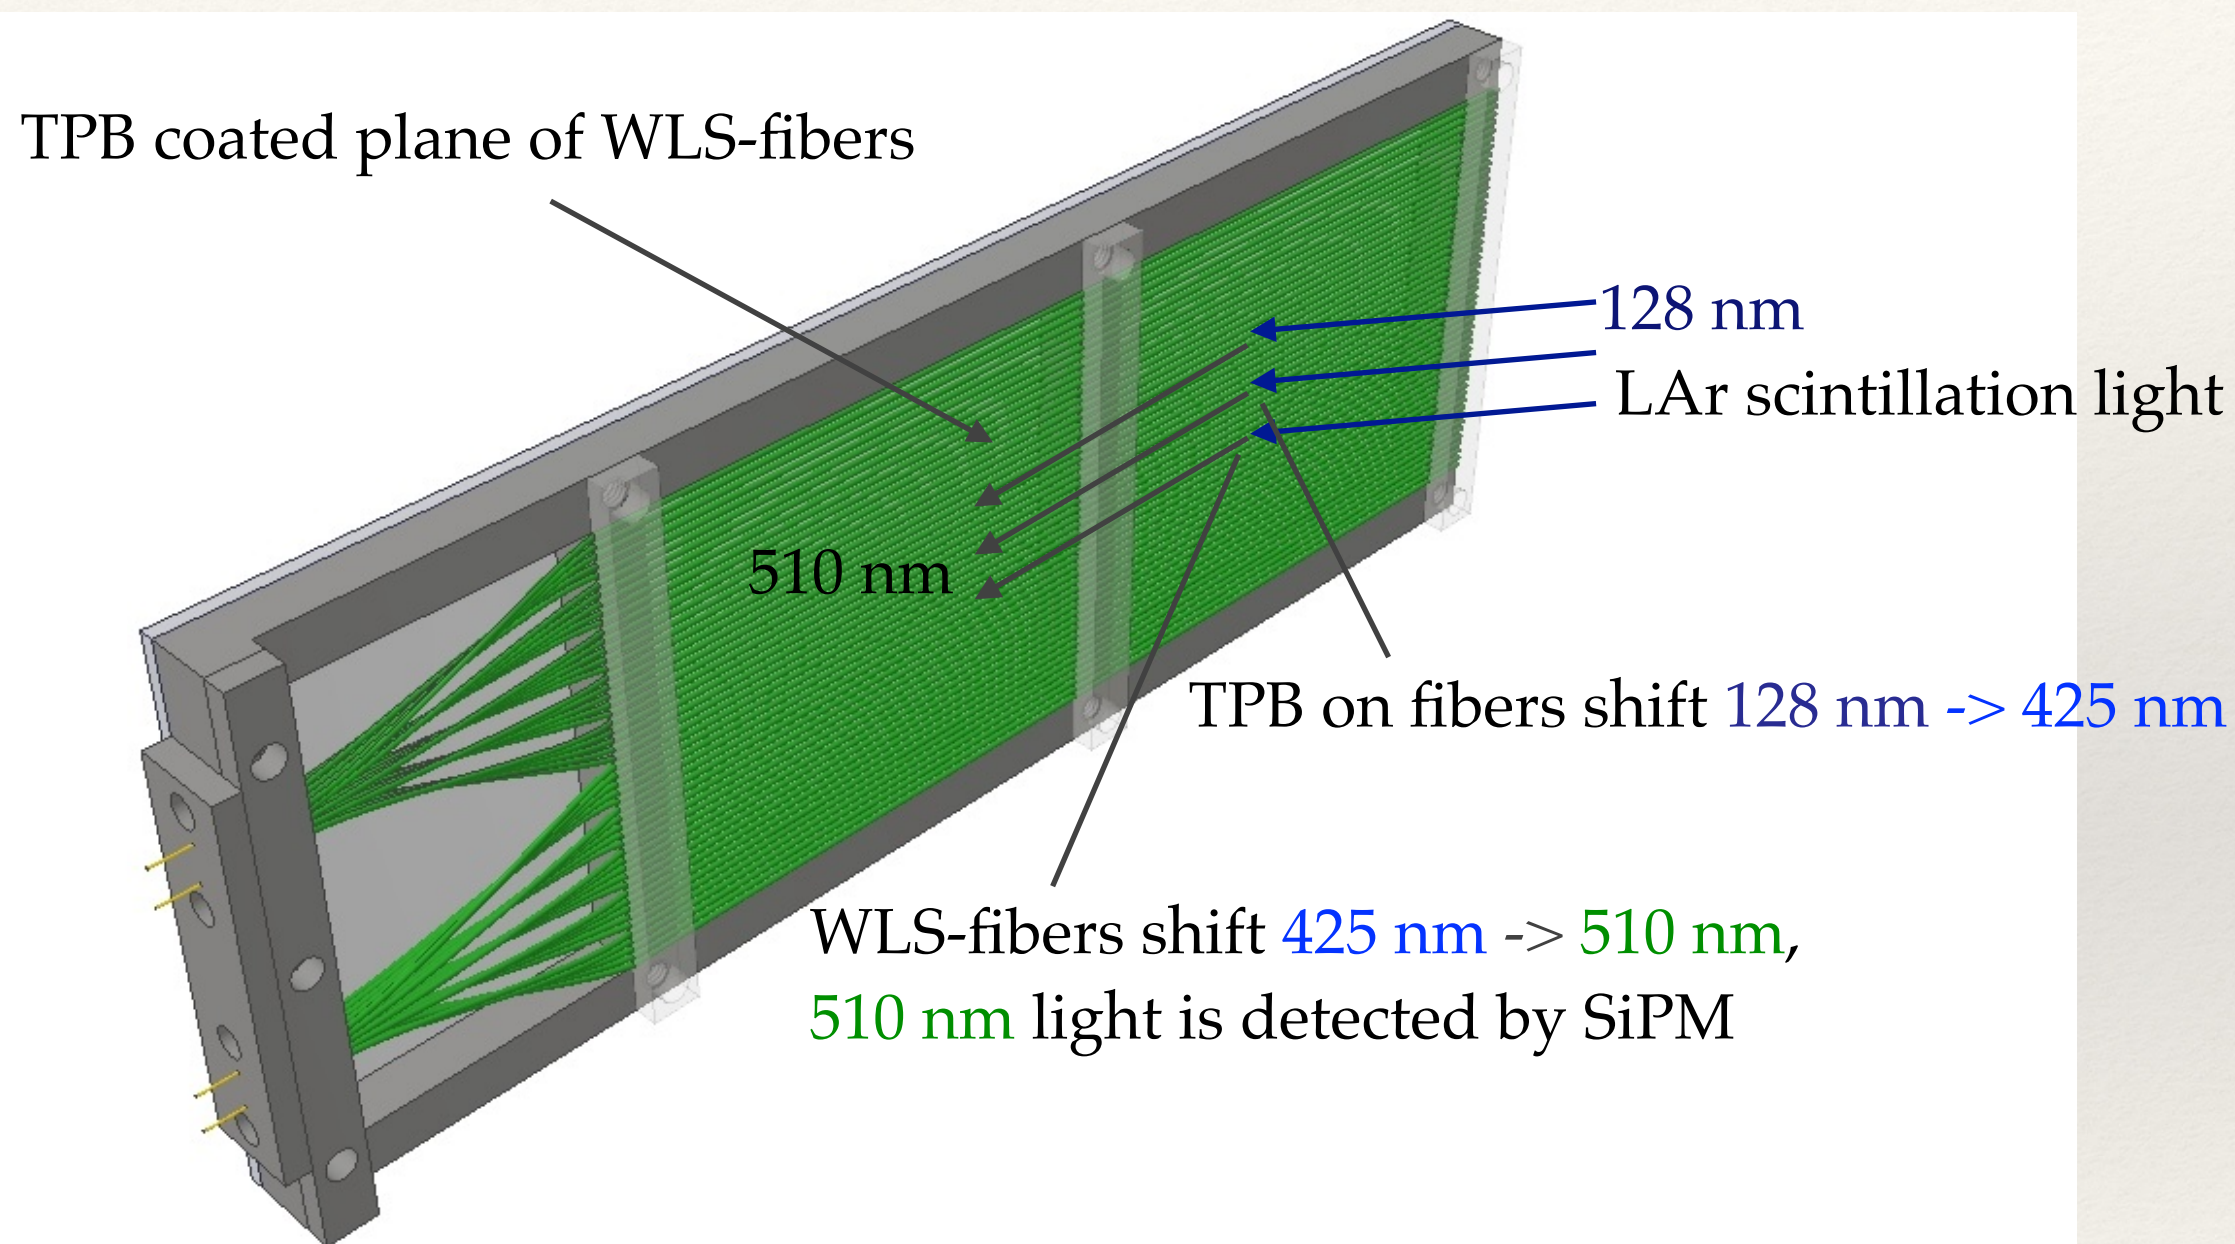 TPB coated plane of WLS-fibers
128 nm
LAr scintillation light
510 nm
TPB on fibers shift 128 nm -> 425 nm
WLS-fibers shift 425 nm -> 510 nm,
510 nm light is detected by SiPM